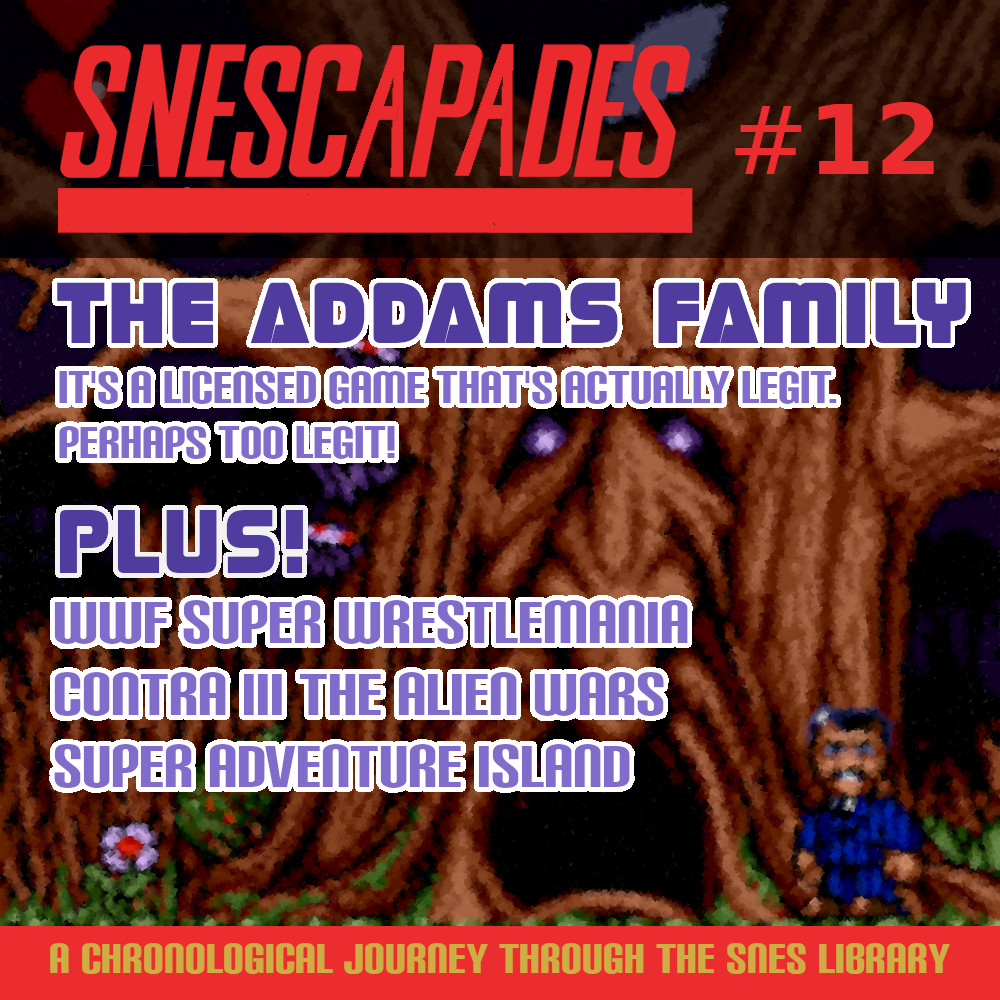 SNESCAPADES #12
THE ADDAMS FAMILY
IT'S A LICENSED GAME THAT'S ACTUALLY LEGIT.
PERHAPS TOO LEGIT!
PLUS!
WWF SUPER WRESTLEMANIA
CONTRA III THE ALIEN WARS
SUPER ADVENTURE ISLAND
A CHRONOLOGICAL JOURNEY THROUGH THE SNES LIBRARY